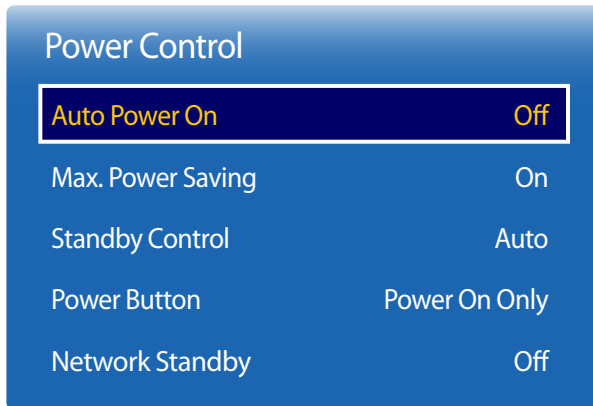 Power Control
Auto Power On Off
Max. Power Saving On
Standby Control Auto
Power Button Power On Only
Network Standby Off